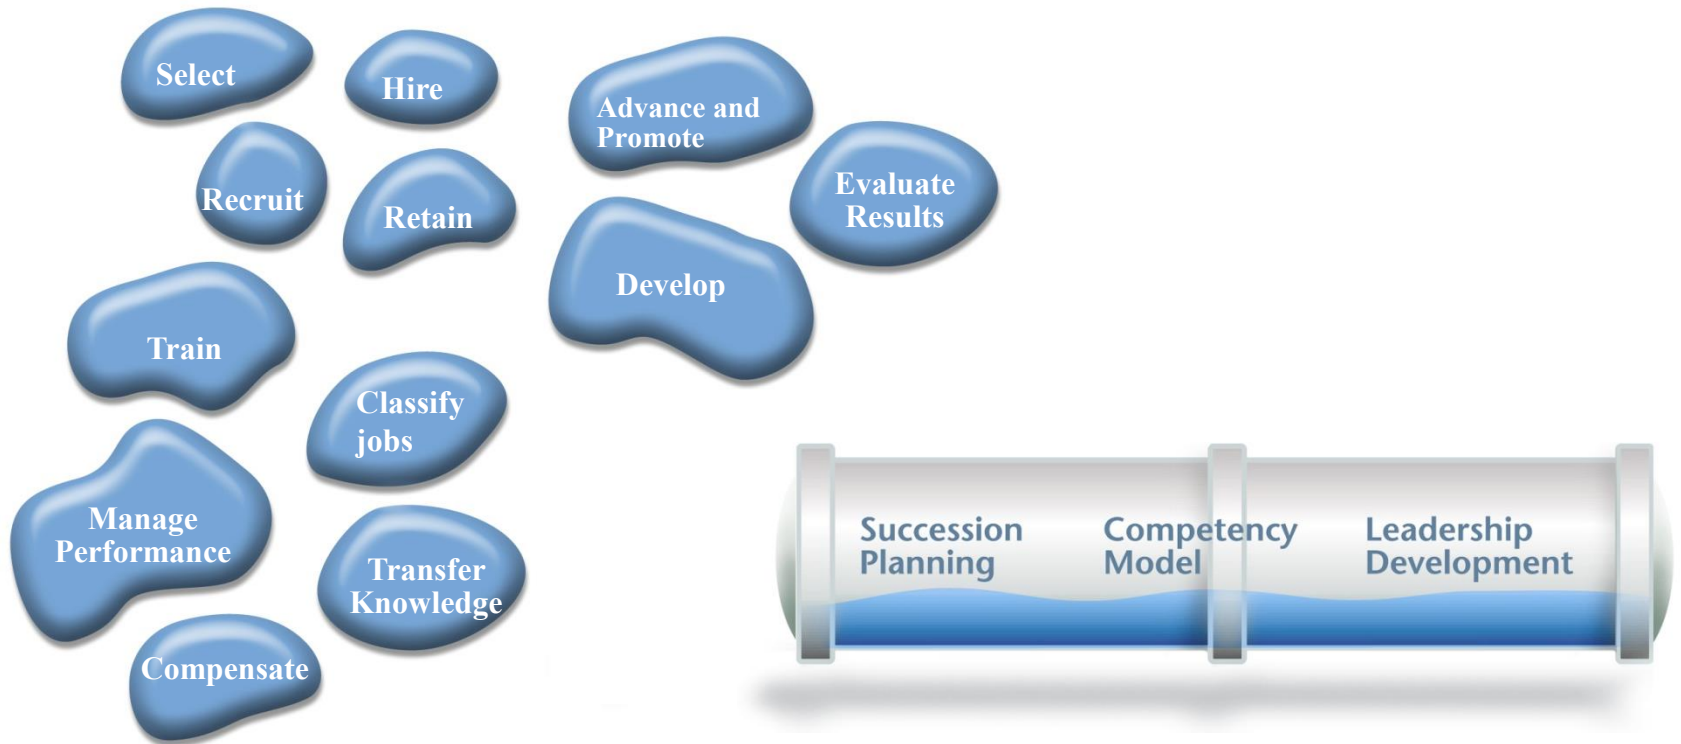 Select
Hire
Advance and
Promote
Recruit
Retain
Evaluate
Results
Develop
Train
Classify
jobs
Manage
Performance
Transfer
Knowledge
Compensate
Succession
Planning
Competency
Model
Leadership
Development